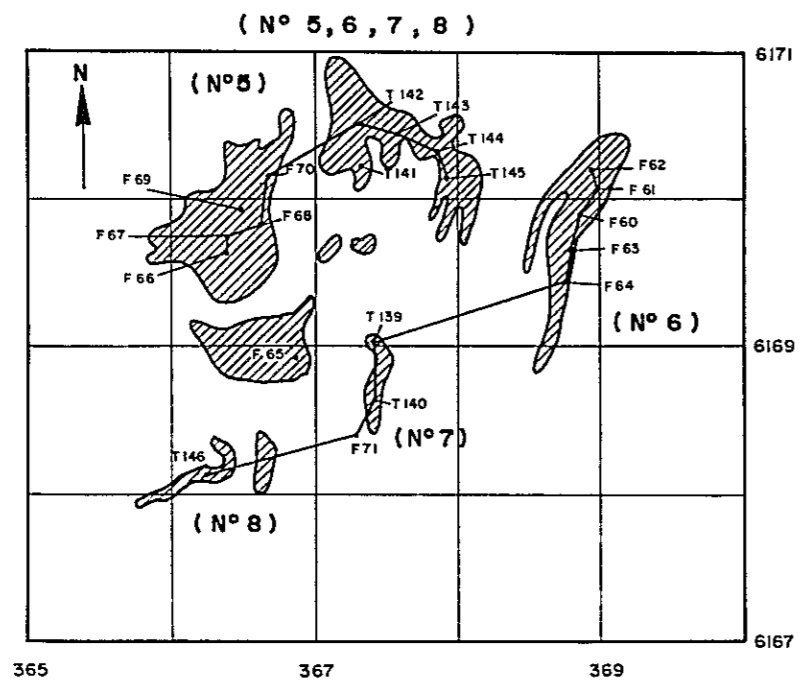 (N° 5,6,7,8)
6171
N
(N°5)
T 142
T 143
T 144
F 62
F 70
F 69
T 141
T 145
F 61
F 68
F 60
F 67
F 63
F 66
F 64
T 139
(N° 6)
6169
F 65
T 140
(N°7)
F 71
T 146
(N° 8)
6167
365
367
369